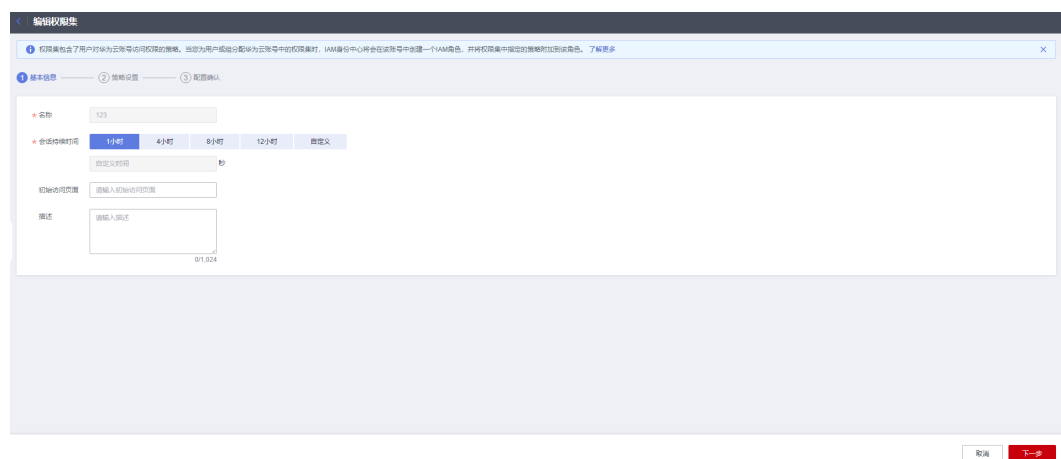 编辑权限集
权限集包含了用户对华为云账号访问权限的策略。当您为用户或组分配华为云账号中的权限集时，IAM身份中心将会在该账号中创建一个IAM角色，并将权限集中指定的策略附加到该角色。 了解更多
1 基本信息 2 策略设置 3 配置确认
* 名称 123
* 会话持续时间 1小时 4小时 8小时 12小时 自定义
自定义时间 秒
初始访问页面 请输入初始访问页面
描述 请输入描述
0/1,024
取消 下一步